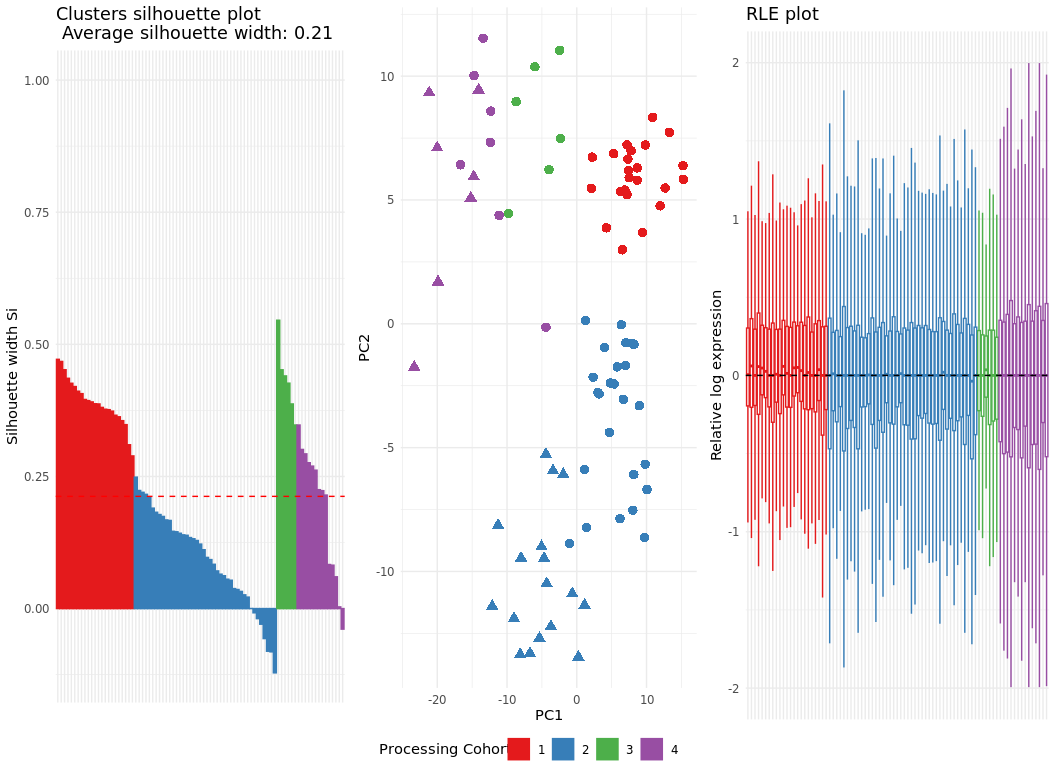 Clusters silhouette plot
Average silhouette width: 0.21
Silhouette width Si
1.00
0.75
0.50
0.25
0.00
PC2
10
5
0
-5
-10
-20
-10
0
10
PC1
RLE plot
Relative log expression
2
1
0
-1
-2
Processing Cohort 1 2 3 4